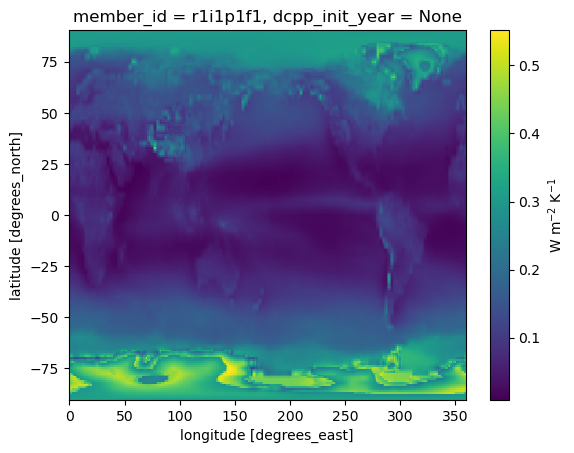 member_id = r1i1p1f1, dcpp_init_year = None
75
50
25
0
−25
−50
−75
latitude [degrees_north]
0 50 100 150 200 250 300 350
longitude [degrees_east]
0.5
0.4
0.3
0.2
0.1
W m⁻² K⁻¹